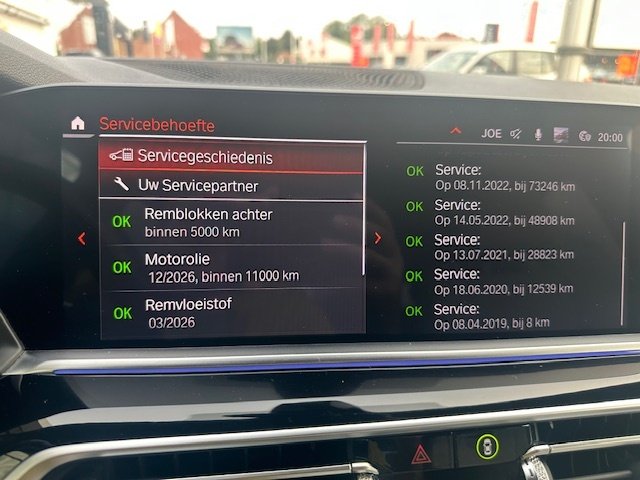 Servicebehoefte
JOE
20:00
Servicegeschiedenis
Uw Servicepartner
OK Remblokken achter
binnen 5000 km
OK Motorolie
12/2026, binnen 11000 km
OK Remvloeistof
03/2026
OK Service:
Op 08.11.2022, bij 73246 km
OK Service:
Op 14.05.2022, bij 48908 km
OK Service:
Op 13.07.2021, bij 28823 km
OK Service:
Op 18.06.2020, bij 12539 km
OK Service:
Op 08.04.2019, bij 8 km